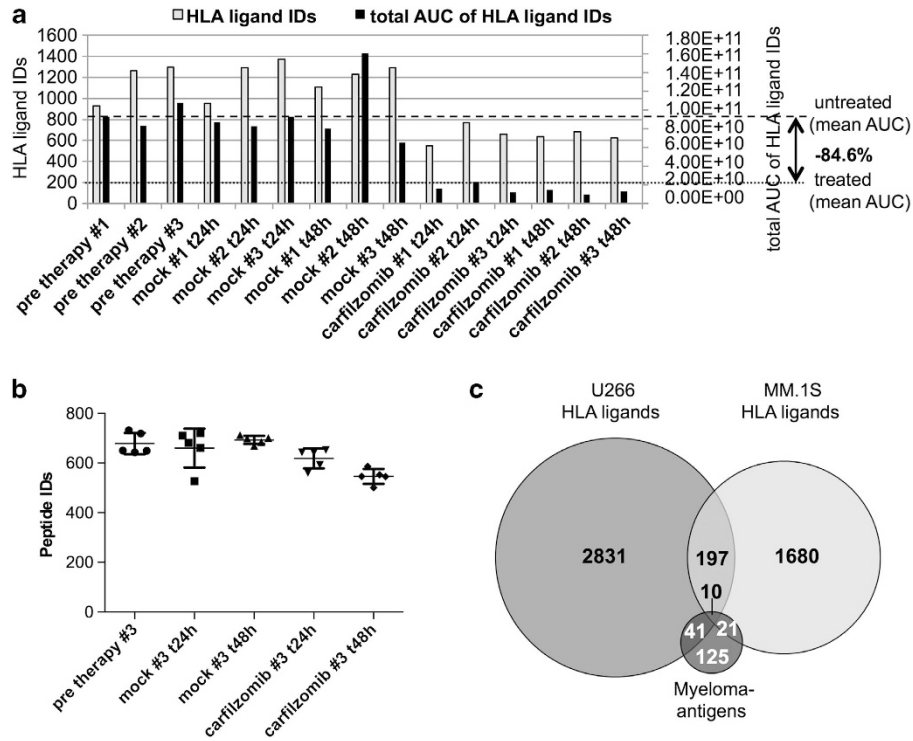 a
HLA ligand IDs
total AUC of HLA ligand IDs
HLA ligand IDs
1600
1400
1200
1000
800
600
400
200
0
1.80E+11
1.60E+11
1.40E+11
1.20E+11
1.00E+11
8.00E+10
6.00E+10
4.00E+10
2.00E+10
0.00E+00
total AUC of HLA ligand IDs
untreated
(mean AUC)
-84.6%
treated
(mean AUC)
pre therapy #1
pre therapy #2
pre therapy #3
mock #1 t24h
mock #2 t24h
mock #3 t24h
mock #1 t48h
mock #2 t48h
mock #3 t48h
carfilzomib #1 t24h
carfilzomib #2 t24h
carfilzomib #3 t24h
carfilzomib #1 t48h
carfilzomib #2 t48h
carfilzomib #3 t48h
b
Peptide IDs
800
600
400
200
0
pre therapy #3
mock #3 t24h
mock #3 t48h
carfilzomib #3 t24h
carfilzomib #3 t48h
c
U266
HLA ligands
MM.1S
HLA ligands
2831
197
1680
10
41
21
125
Myeloma-
antigens